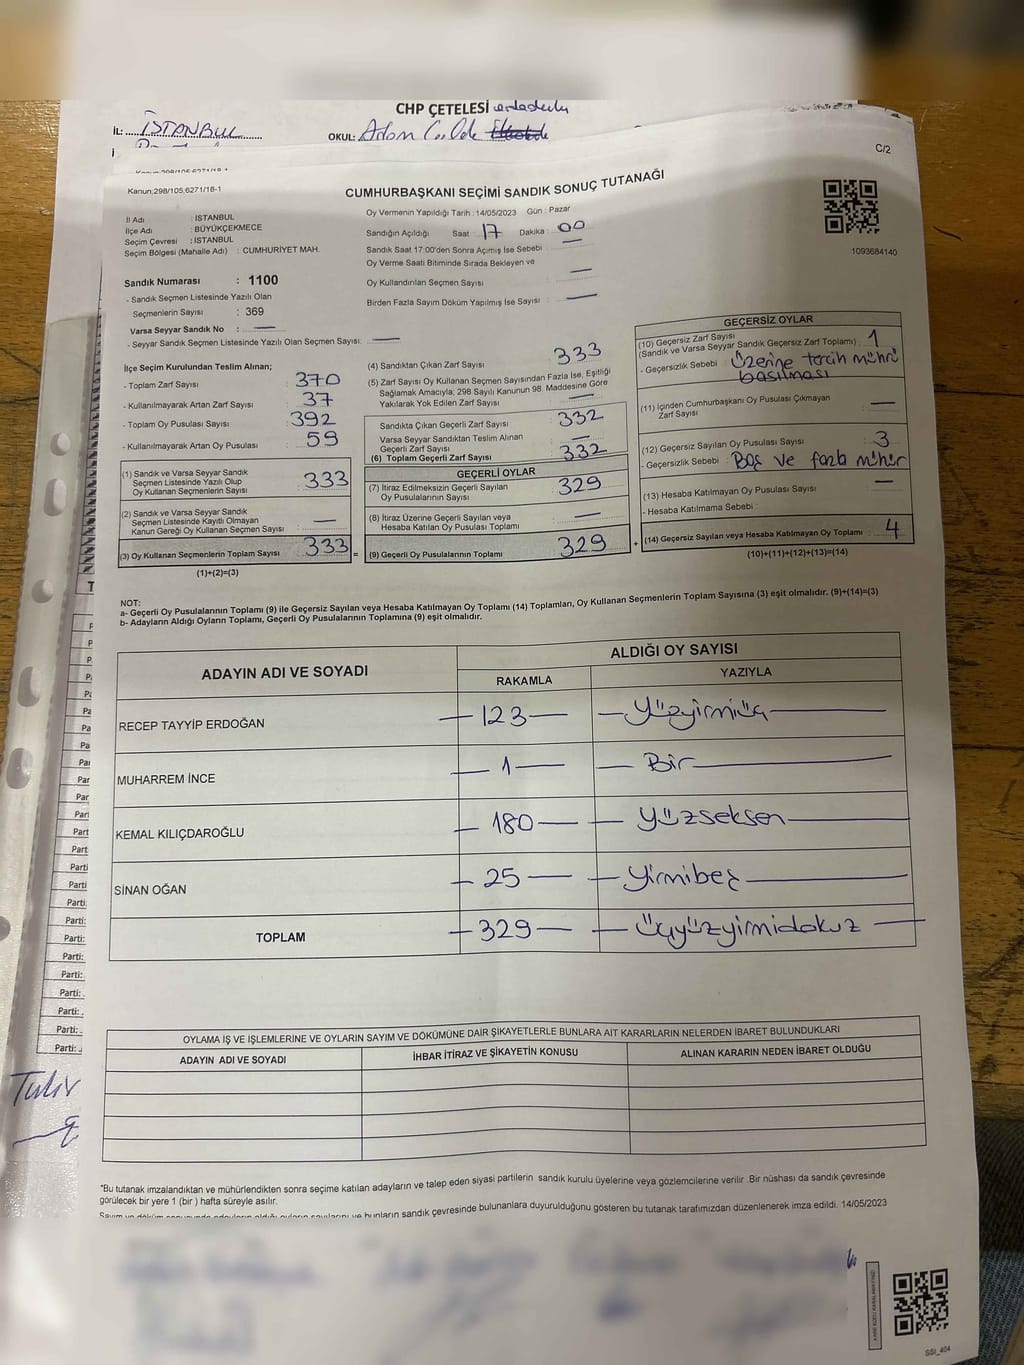 CHP ÇETELESİ
İL: İSTANBUL
OKUL:
C/2
Kanun:298/105,6271/18-1
CUMHURBAŞKANI SEÇİMİ SANDIK SONUÇ TUTANAĞI
1093684140
İl Adı : İSTANBUL
İlçe Adı : BÜYÜKÇEKMECE
Seçim Çevresi : İSTANBUL
Seçim Bölgesi (Mahalle Adı) : CUMHURİYET MAH.
Sandık Numarası : 1100
- Sandık Seçmen Listesinde Yazılı Olan
Seçmenlerin Sayısı : 369
Varsa Seyyar Sandık No : —
- Seyyar Sandık Seçmen Listesinde Yazılı Olan Seçmen Sayısı: —
Oy Vermenin Yapıldığı Tarih : 14/05/2023 Gün : Pazar
Sandığın Açıldığı Saat : 17 Dakika : 00
Sandık Saat 17:00'den Sonra Açımış İse Sebebi : —
Oy Verme Saati Bitiminde Sırada Bekleyen ve
Oy Kullandırılan Seçmen Sayısı : —
Birden Fazla Sayım Döküm Yapılmış İse Sayısı : —
İlçe Seçim Kurulundan Teslim Alınan;
- Toplam Zarf Sayısı : 370
- Kullanılmayarak Artan Zarf Sayısı : 37
- Toplam Oy Pusulası Sayısı : 392
- Kullanılmayarak Artan Oy Pusulası : 59
(1) Sandık ve Varsa Seyyar Sandık
Seçmen Listesinde Yazılı Olup
Oy Kullanan Seçmenlerin Sayısı : 333
(2) Sandık ve Varsa Seyyar Sandık
Seçmen Listesinde Kayıtlı Olmayan
Kanun Gereği Oy Kullanan Seçmen Sayısı : —
(3) Oy Kullanan Seçmenlerin Toplam Sayısı : 333 =
(1)+(2)=(3)
(4) Sandıktan Çıkan Zarf Sayısı : 333
(5) Zarf Sayısı Oy Kullanan Seçmen Sayısından Fazla İse, Eşitliği
Sağlamak Amacıyla, 298 Sayılı Kanunun 98. Maddesine Göre
Yakılarak Yok Edilen Zarf Sayısı : —
Sandıkta Çıkan Geçerli Zarf Sayısı : 332
Varsa Seyyar Sandıktan Teslim Alınan
Geçerli Zarf Sayısı : —
(6) Toplam Geçerli Zarf Sayısı : 332
GEÇERLİ OYLAR
(7) İtiraz Edilmeksizin Geçerli Sayılan
Oy Pusulalarının Sayısı : 329
(8) İtiraz Üzerine Geçerli Sayılan veya
Hesaba Katılan Oy Pusulası Toplamı : —
(9) Geçerli Oy Pusulalarının Toplamı : 329 +
GEÇERSİZ OYLAR
(10) Geçersiz Zarf Sayısı : 1
(Sandık ve Varsa Seyyar Sandık Geçersiz Zarf Toplamı)
- Geçersizlik Sebebi : Üzerine tercih mührü
basılması
(11) İçinden Cumhurbaşkanı Oy Pusulası Çıkmayan
Zarf Sayısı : —
(12) Geçersiz Sayılan Oy Pusulası Sayısı : 3
- Geçersizlik Sebebi : Boş ve fazla mühür
(13) Hesaba Katılmayan Oy Pusulası Sayısı : —
- Hesaba Katılmama Sebebi :
(14) Geçersiz Sayılan veya Hesaba Katılmayan Oy Toplamı : 4
(10)+(11)+(12)+(13)=(14)
NOT:
a- Geçerli Oy Pusulalarının Toplamı (9) ile Geçersiz Sayılan veya Hesaba Katılmayan Oy Toplamı (14) Toplamları, Oy Kullanan Seçmenlerin Toplam Sayısına (3) eşit olmalıdır. (9)+(14)=(3)
b- Adayların Aldığı Oyların Toplamı, Geçerli Oy Pusulalarının Toplamına (9) eşit olmalıdır.
ADAYIN ADI VE SOYADI ALDIĞI OY SAYISI
RAKAMLA YAZIYLA
RECEP TAYYİP ERDOĞAN — 123 — — Yüzyirmiüç —
MUHARREM İNCE — 1 — — Bir —
KEMAL KILIÇDAROĞLU — 180 — — Yüzseksen —
SİNAN OĞAN — 25 — — Yirmibeş —
TOPLAM — 329 — — Üçyüzyirmidokuz —
OYLAMA İŞ VE İŞLEMLERİNE VE OYLARIN SAYIM VE DÖKÜMÜNE DAİR ŞİKAYETLERLE BUNLARA AİT KARARLARIN NELERDEN İBARET BULUNDUKLARI
ADAYIN ADI VE SOYADI İHBAR İTİRAZ VE ŞİKAYETİN KONUSU ALINAN KARARIN NEDEN İBARET OLDUĞU
*Bu tutanak imzalandıktan ve mühürlendikten sonra seçime katılan adayların ve talep eden siyasi partilerin sandık kurulu üyelerine veya gözlemcilerine verilir .Bir nüshası da sandık çevresinde
görülecek bir yere 1 (bir ) hafta süreyle asılır.
bunların sandık çevresinde bulunanlara duyurulduğunu gösteren bu tutanak tarafımızdan düzenlenerek imza edildi. 14/05/2023
Parti:
Parti:
Parti:
Parti:
Parti:
Parti:
Parti:
SSİ_404